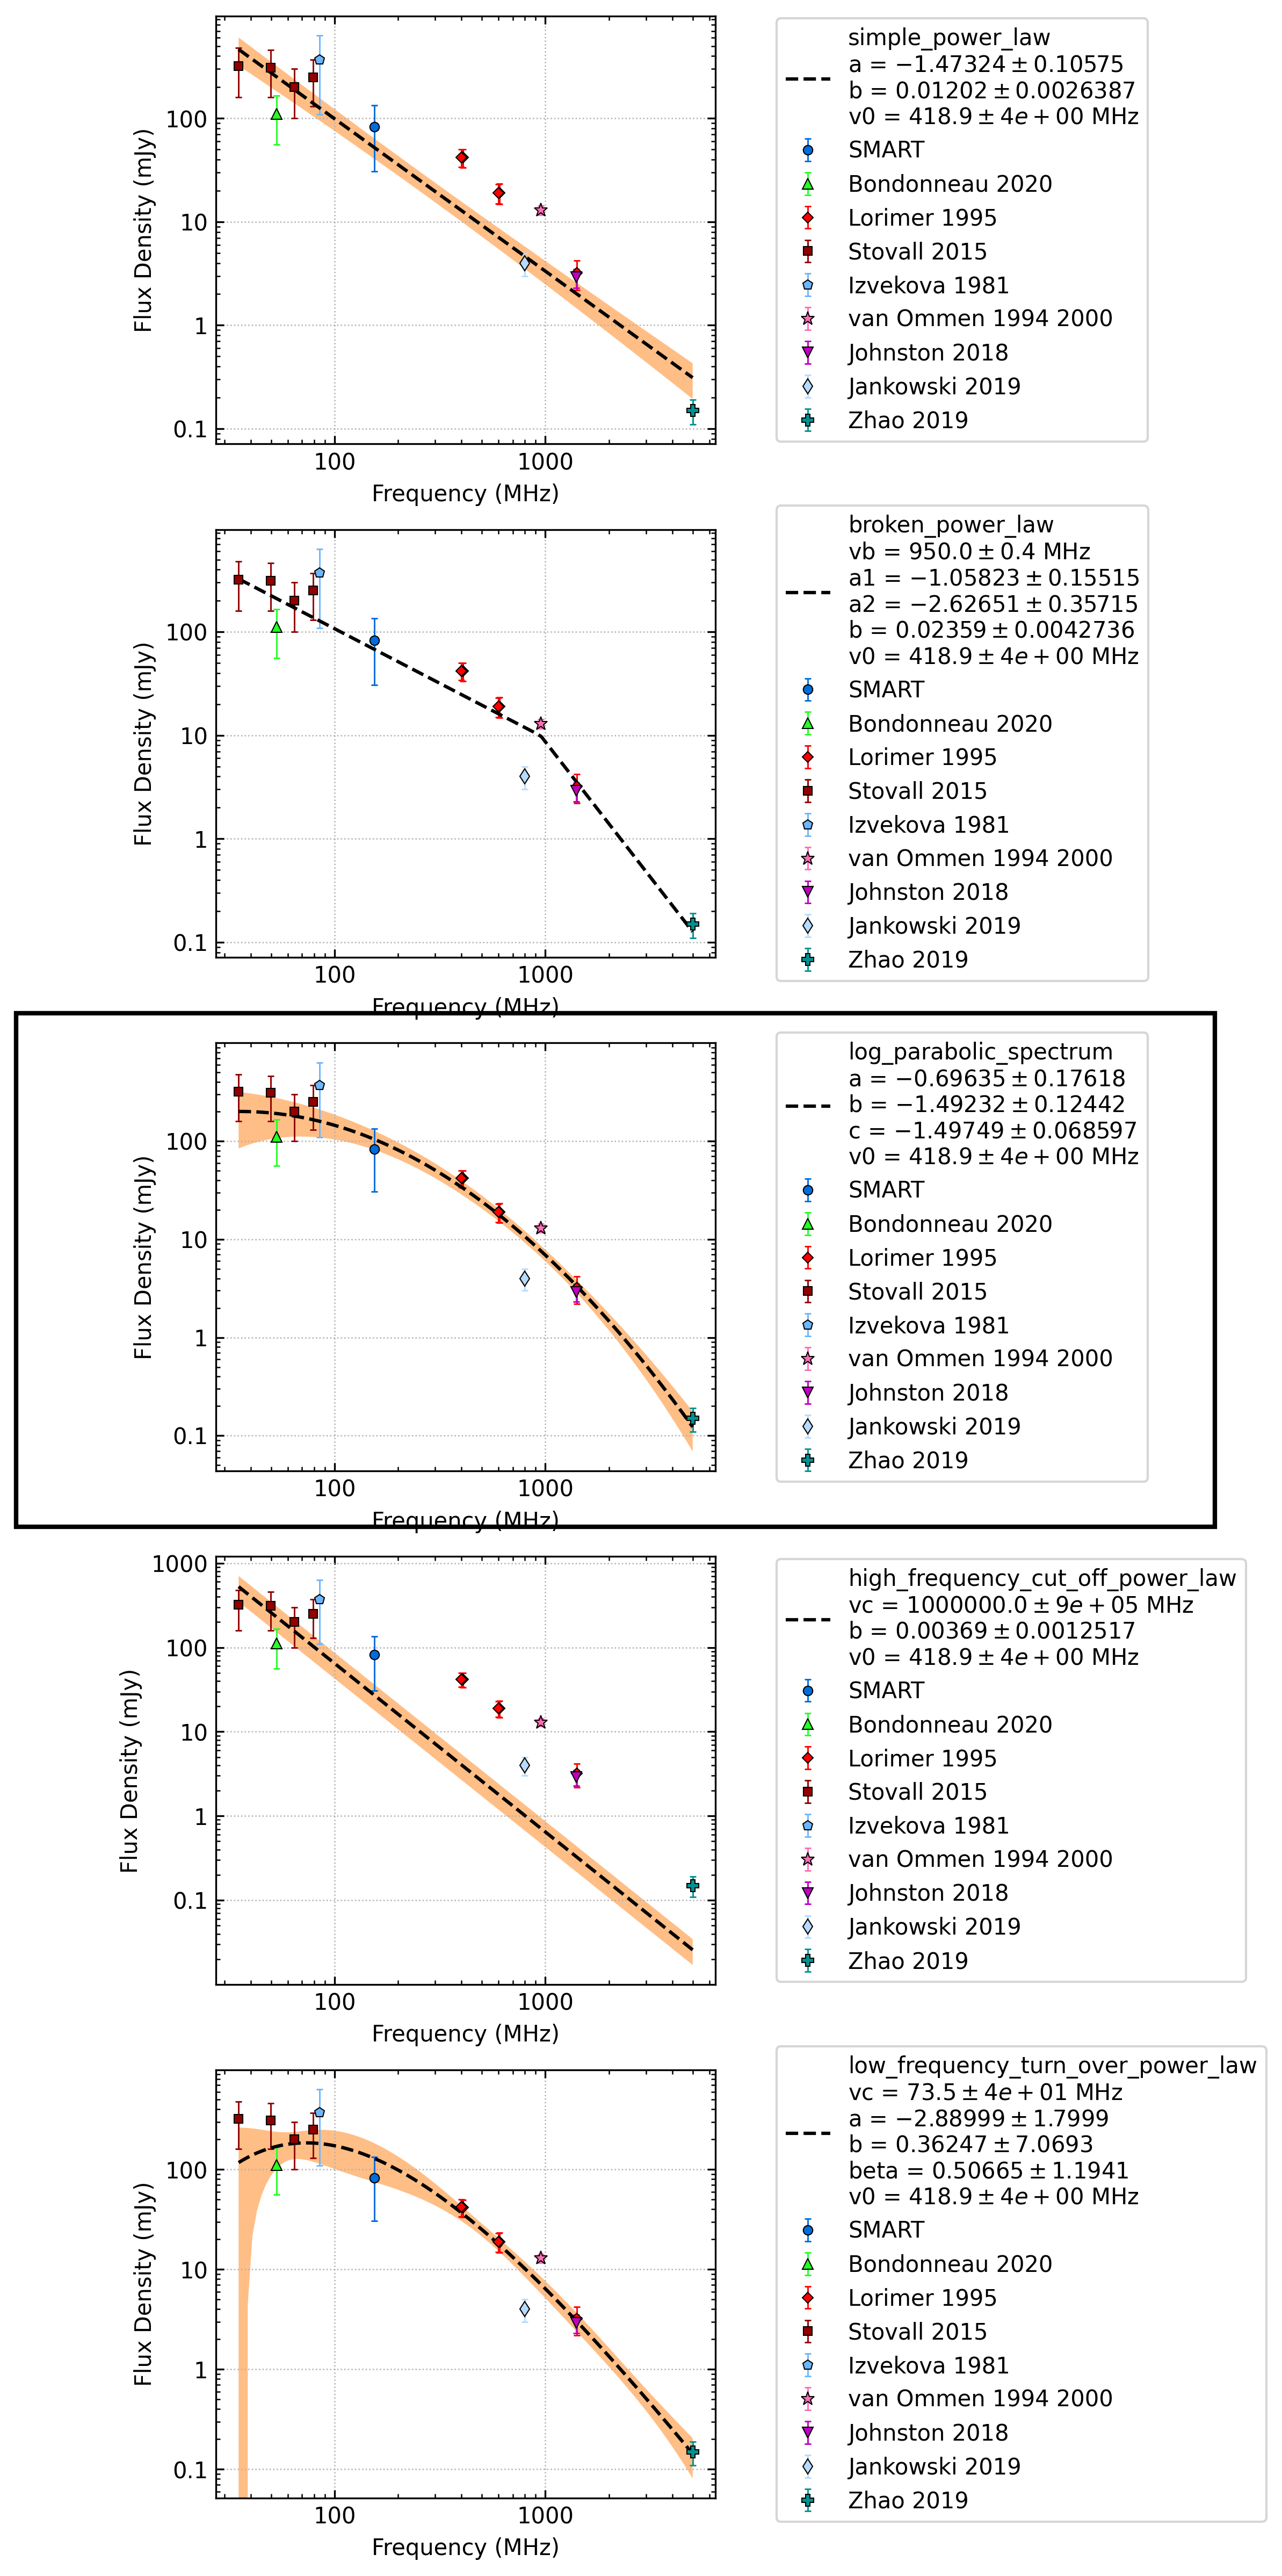 simple_power_law
a = −1.47324 ± 0.10575
b = 0.01202 ± 0.0026387
v0 = 418.9 ± 4e + 00 MHz
SMART
Bondonneau 2020
Lorimer 1995
Stovall 2015
Izvekova 1981
van Ommen 1994 2000
Johnston 2018
Jankowski 2019
Zhao 2019
Flux Density (mJy)
100
10
1
0.1
100 1000
Frequency (MHz)
broken_power_law
vb = 950.0 ± 0.4 MHz
a1 = −1.05823 ± 0.15515
a2 = −2.62651 ± 0.35715
b = 0.02359 ± 0.0042736
v0 = 418.9 ± 4e + 00 MHz
SMART
Bondonneau 2020
Lorimer 1995
Stovall 2015
Izvekova 1981
van Ommen 1994 2000
Johnston 2018
Jankowski 2019
Zhao 2019
Flux Density (mJy)
100
10
1
0.1
100 1000
Frequency (MHz)
log_parabolic_spectrum
a = −0.69635 ± 0.17618
b = −1.49232 ± 0.12442
c = −1.49749 ± 0.068597
v0 = 418.9 ± 4e + 00 MHz
SMART
Bondonneau 2020
Lorimer 1995
Stovall 2015
Izvekova 1981
van Ommen 1994 2000
Johnston 2018
Jankowski 2019
Zhao 2019
Flux Density (mJy)
100
10
1
0.1
100 1000
Frequency (MHz)
high_frequency_cut_off_power_law
vc = 1000000.0 ± 9e + 05 MHz
b = 0.00369 ± 0.0012517
v0 = 418.9 ± 4e + 00 MHz
SMART
Bondonneau 2020
Lorimer 1995
Stovall 2015
Izvekova 1981
van Ommen 1994 2000
Johnston 2018
Jankowski 2019
Zhao 2019
Flux Density (mJy)
1000
100
10
1
0.1
100 1000
Frequency (MHz)
low_frequency_turn_over_power_law
vc = 73.5 ± 4e + 01 MHz
a = −2.88999 ± 1.7999
b = 0.36247 ± 7.0693
beta = 0.50665 ± 1.1941
v0 = 418.9 ± 4e + 00 MHz
SMART
Bondonneau 2020
Lorimer 1995
Stovall 2015
Izvekova 1981
van Ommen 1994 2000
Johnston 2018
Jankowski 2019
Zhao 2019
Flux Density (mJy)
100
10
1
0.1
100 1000
Frequency (MHz)